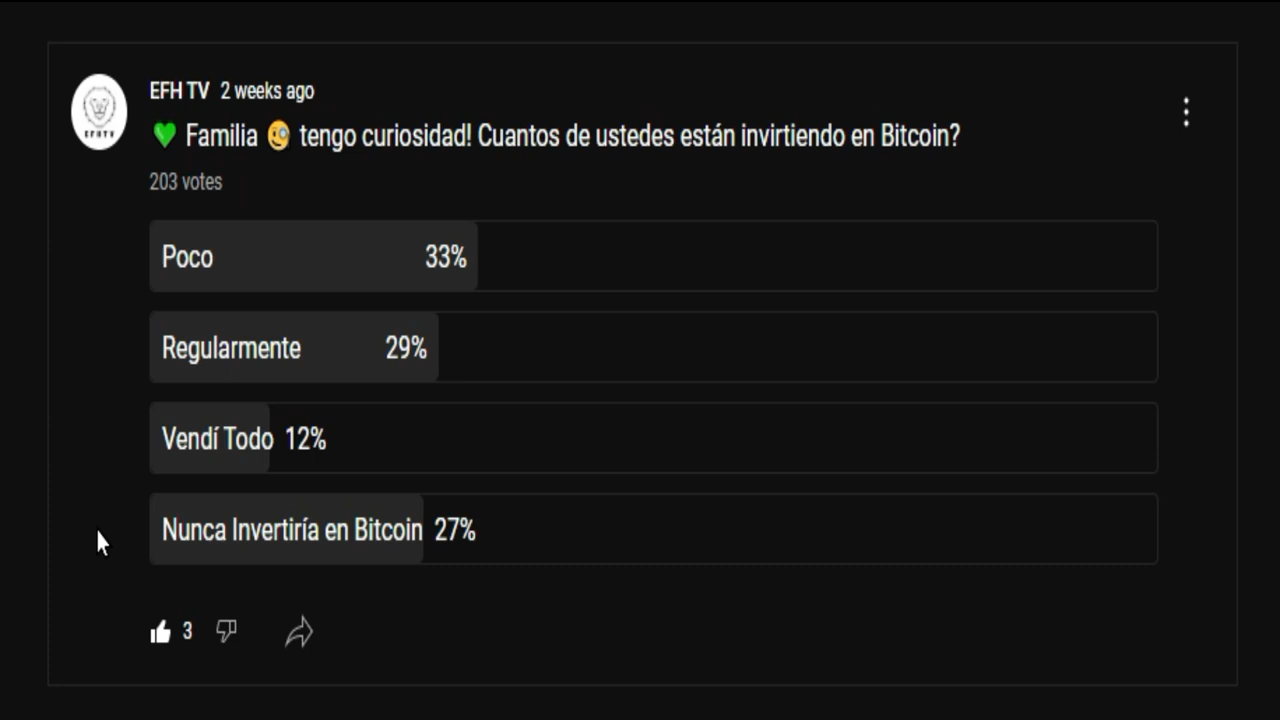 EFH TV 2 weeks ago
💚 Familia 🧐 tengo curiosidad! Cuantos de ustedes están invirtiendo en Bitcoin?
203 votes
Poco 33%
Regularmente 29%
Vendí Todo 12%
Nunca Invertiría en Bitcoin 27%
3
EFHTV